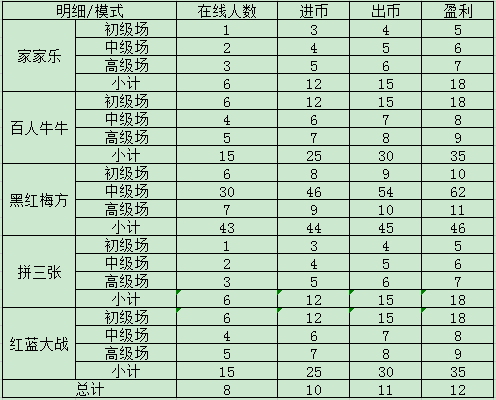 明细/模式 在线人数 进币 出币 盈利
家家乐 初级场 1 3 4 5
中级场 2 4 5 6
高级场 3 5 6 7
小计 6 12 15 18
百人牛牛 初级场 6 12 15 18
中级场 4 6 7 8
高级场 5 7 8 9
小计 15 25 30 35
黑红梅方 初级场 6 8 9 10
中级场 30 46 54 62
高级场 7 9 10 11
小计 43 44 45 46
拼三张 初级场 1 3 4 5
中级场 2 4 5 6
高级场 3 5 6 7
小计 6 12 15 18
红蓝大战 初级场 6 12 15 18
中级场 4 6 7 8
高级场 5 7 8 9
小计 15 25 30 35
总计 8 10 11 12